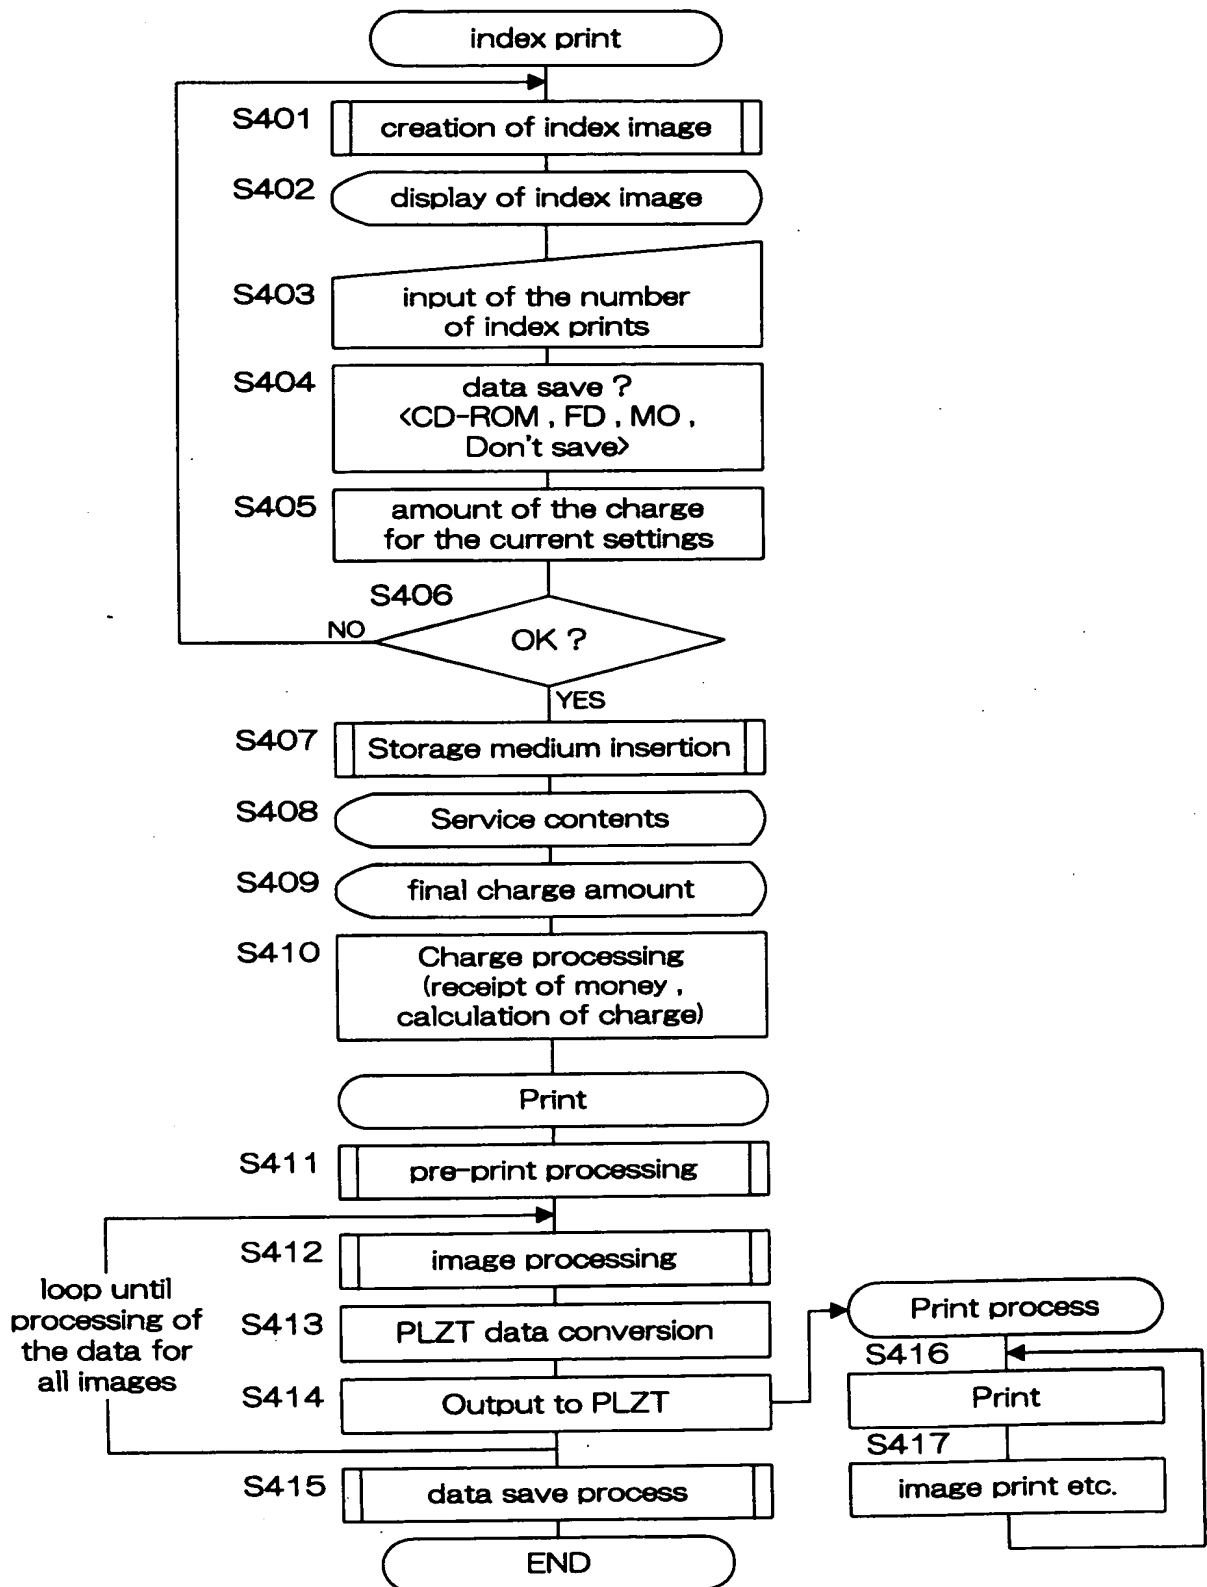 index print
S401
creation of index image
S402
display of index image
S403
input of the number
of index prints
S404
data save ?
<CD-ROM , FD , MO ,
Don't save>
S405
amount of the charge
for the current settings
S406
NO
OK ?
YES
S407
Storage medium insertion
S408
Service contents
S409
final charge amount
S410
Charge processing
(receipt of money ,
calculation of charge)
Print
S411
pre-print processing
S412
image processing
loop until
processing of
the data for
all images
S413
PLZT data conversion
S414
Output to PLZT
Print process
S416
Print
S417
image print etc.
S415
data save process
END